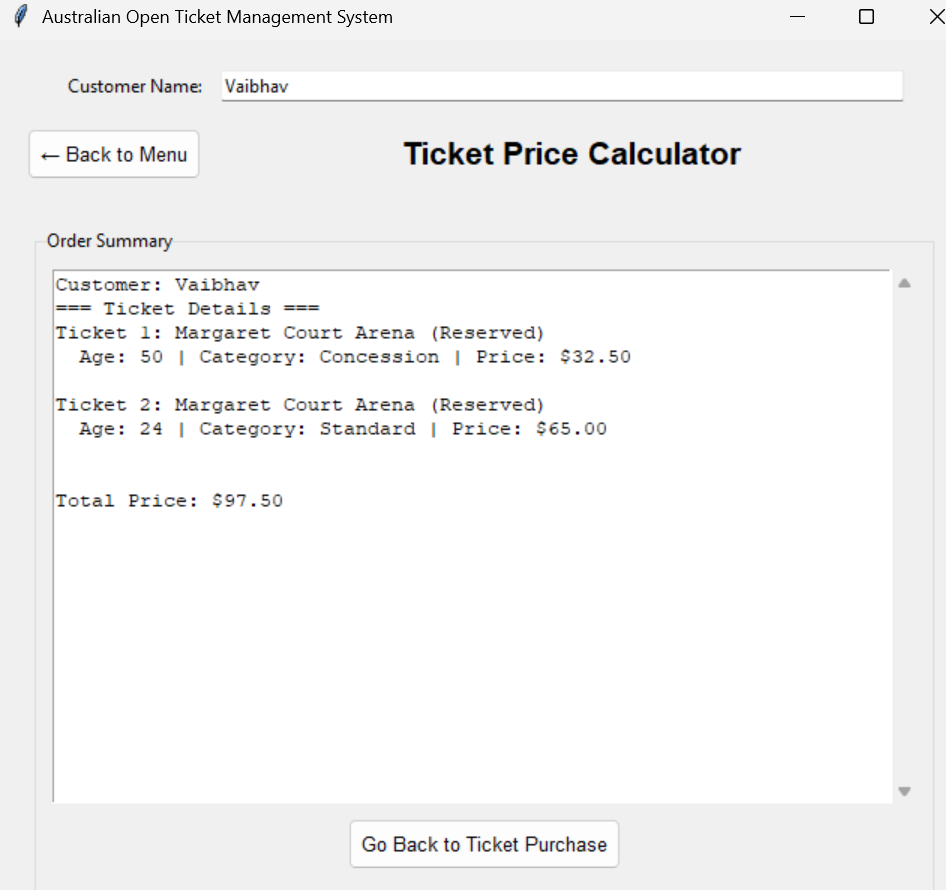 Australian Open Ticket Management System
Customer Name: Vaibhav
← Back to Menu
Ticket Price Calculator
Order Summary
Customer: Vaibhav
=== Ticket Details ===
Ticket 1: Margaret Court Arena (Reserved)
Age: 50 | Category: Concession | Price: $32.50
Ticket 2: Margaret Court Arena (Reserved)
Age: 24 | Category: Standard | Price: $65.00
Total Price: $97.50
Go Back to Ticket Purchase